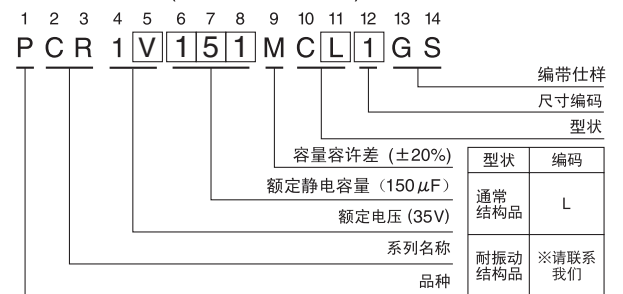 1 2 3 4 5 6 7 8 9 10 11 12 13 14
P C R 1 V 1 5 1 M C L 1 G S
编带仕样
尺寸编码
型状
容量容许差 (±20%)
额定静电容量（150μF）
额定电压 (35V)
系列名称
品种
型状 编码
通常
结构品
L
耐振动
结构品
※请联系
我们